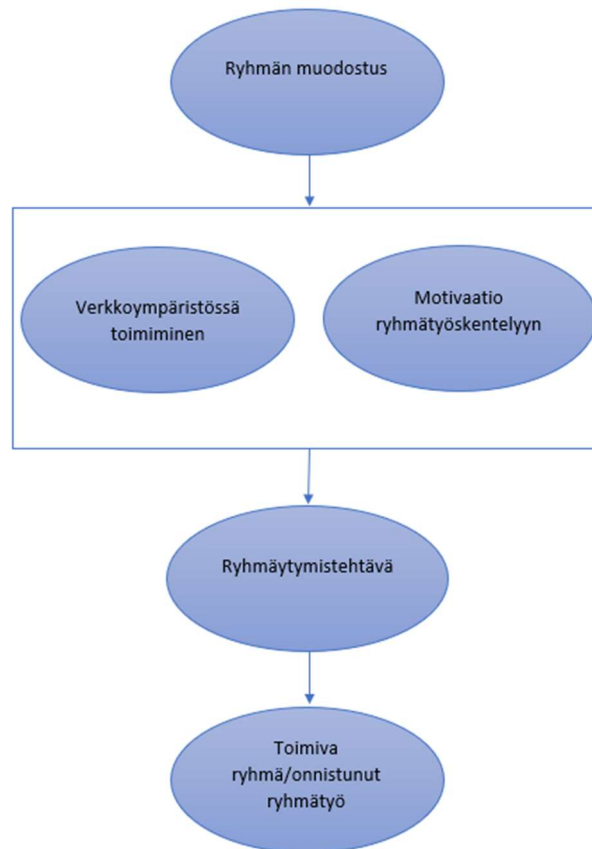 Ryhmän muodostus
Verkkoympäristössä
toimiminen
Motivaatio
ryhmätyöskentelyyn
Ryhmäytymistehtävä
Toimiva
ryhmä/onnistunut
ryhmätyö